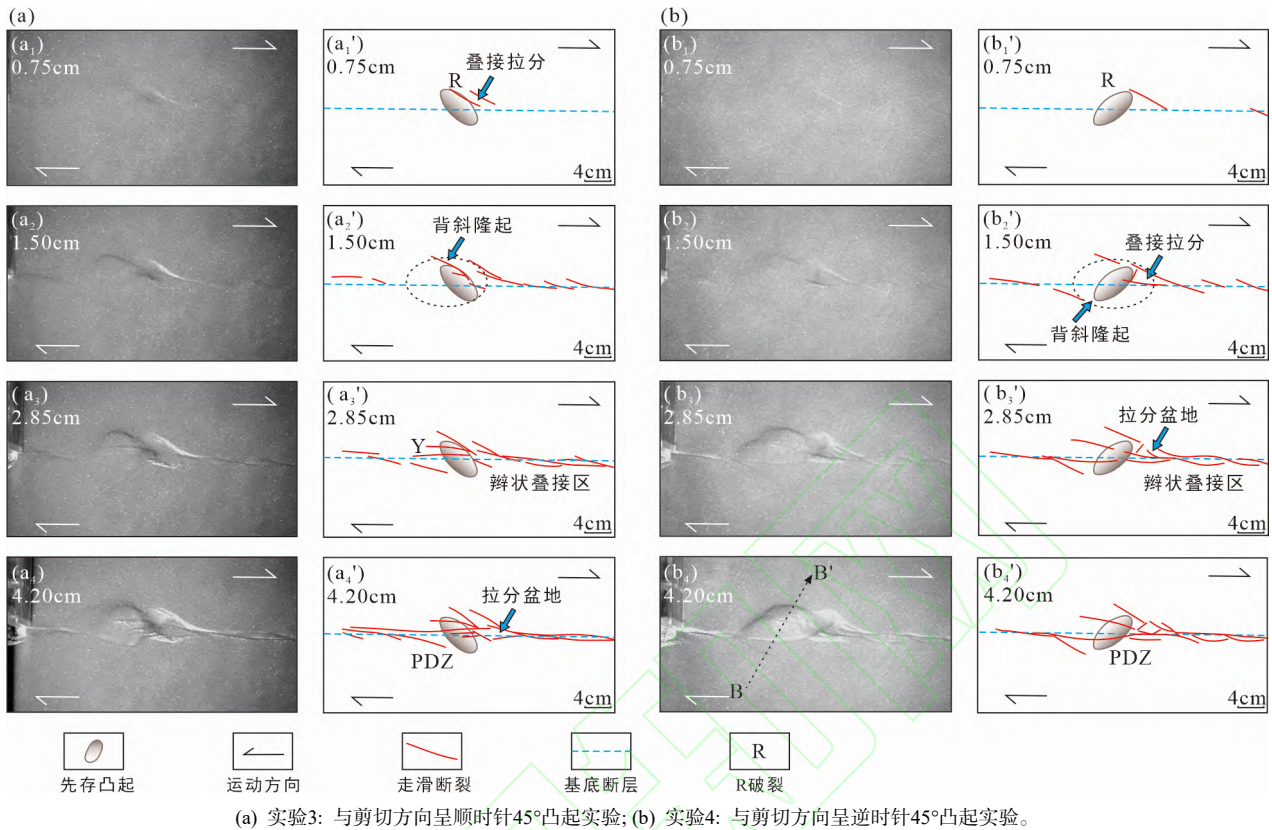 (a)
(b)
(a₁)
0.75cm
(a₁')
0.75cm
R
叠接拉分
4cm
(b₁)
0.75cm
(b₁')
0.75cm
R
4cm
(a₂)
1.50cm
(a₂')
1.50cm
背斜隆起
4cm
(b₂)
1.50cm
(b₂')
1.50cm
叠接拉分
背斜隆起
4cm
(a₃)
2.85cm
(a₃')
2.85cm
Y
辫状叠接区
4cm
(b₃)
2.85cm
(b₃')
2.85cm
拉分盆地
辫状叠接区
4cm
(a₄)
4.20cm
(a₄')
4.20cm
拉分盆地
PDZ
4cm
(b₄)
4.20cm
B'
B
(b₄')
4.20cm
PDZ
4cm
R
先存凸起
运动方向
走滑断裂
基底断层
R破裂
(a) 实验3: 与剪切方向呈顺时针45°凸起实验; (b) 实验4: 与剪切方向呈逆时针45°凸起实验。